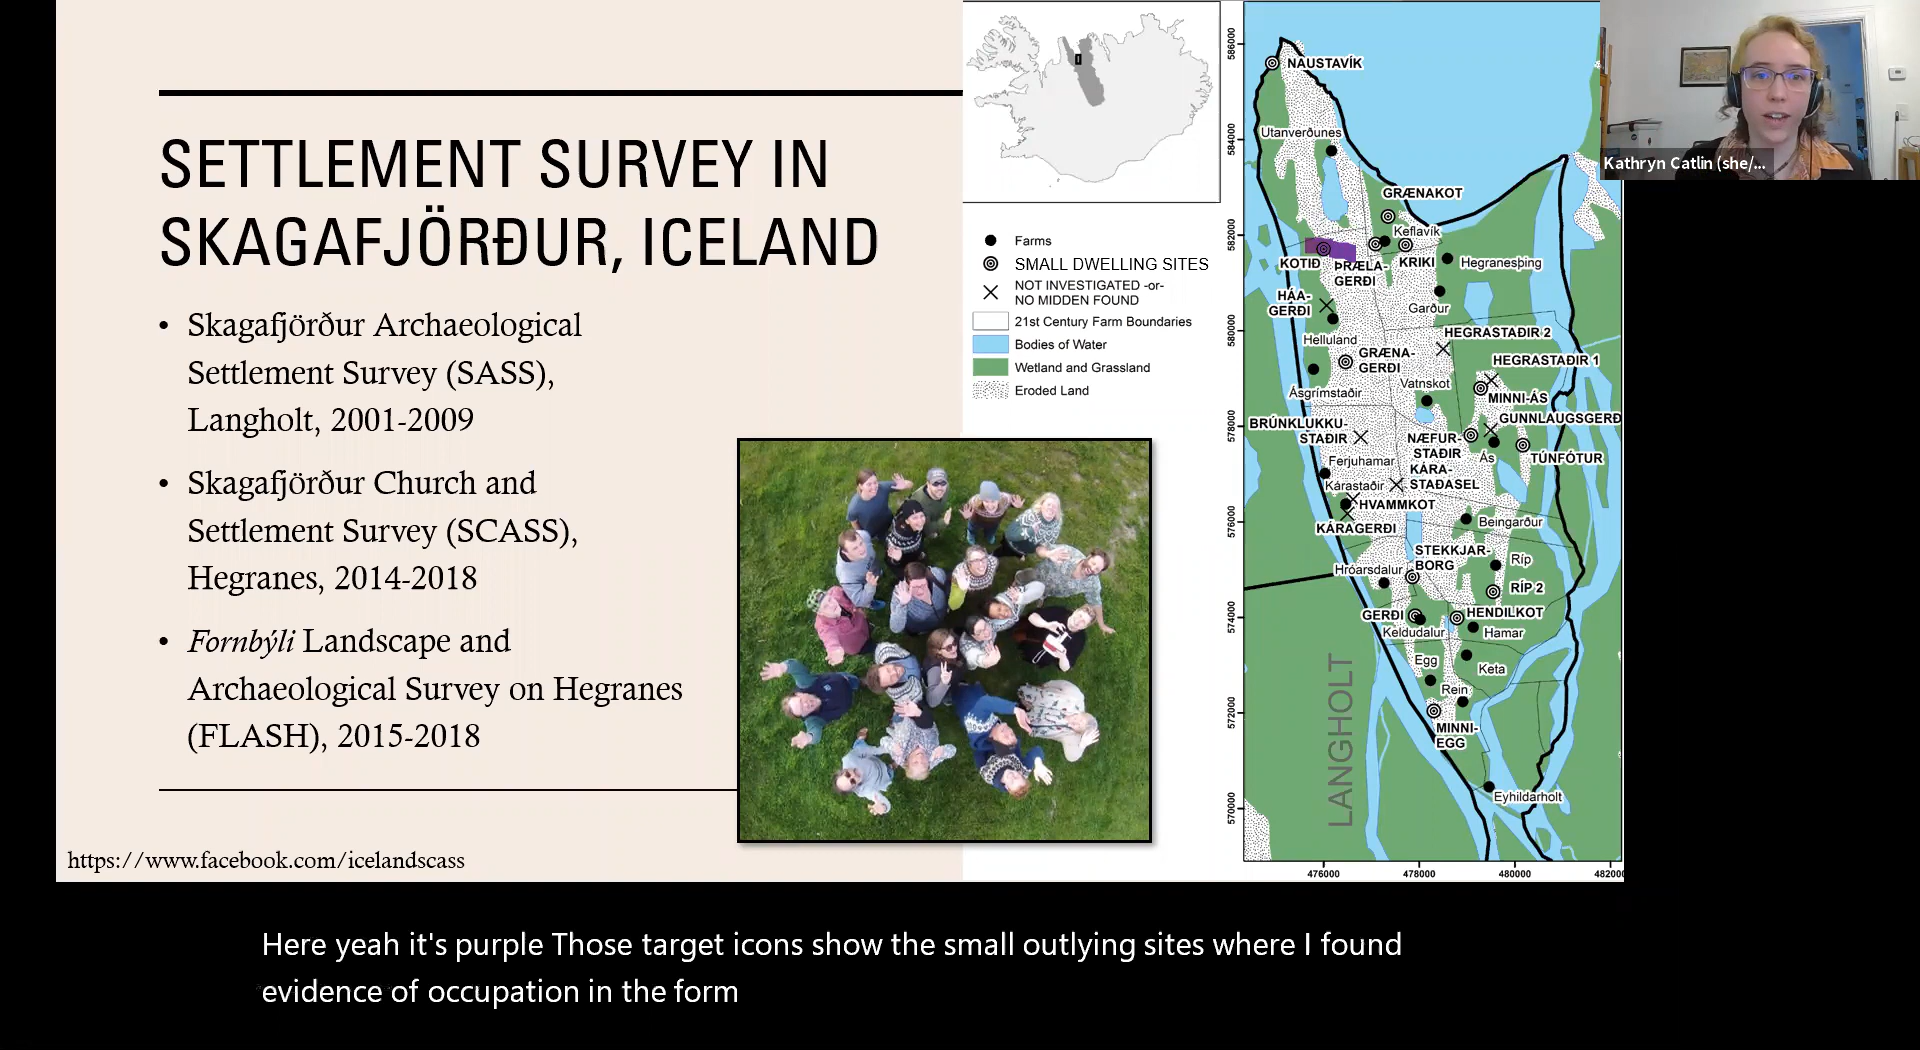 SETTLEMENT SURVEY IN
SKAGAFJÖRÐUR, ICELAND
• Skagafjörður Archaeological
Settlement Survey (SASS),
Langholt, 2001-2009
• Skagafjörður Church and
Settlement Survey (SCASS),
Hegranes, 2014-2018
• Fornbýli Landscape and
Archaeological Survey on Hegranes
(FLASH), 2015-2018
https://www.facebook.com/icelandscass
Farms
SMALL DWELLING SITES
NOT INVESTIGATED -or-
NO MIDDEN FOUND
21st Century Farm Boundaries
Bodies of Water
Wetland and Grassland
Eroded Land
586000
584000
582000
580000
578000
576000
574000
572000
570000
476000
478000
480000
482000
NAUSTAVÍK
Utanverðunes
GRÆNAKOT
Keflavík
KOTIÐ
ÞRÆLA-
GERÐI
KRIKI
Hegranesþing
HÁA-
GERÐI
Garður
Helluland
HEGRASTAÐIR 2
GRÆNA-
GERÐI
HEGRASTAÐIR 1
Ásgrímstaðir
Vatnskot
MINNI-ÁS
GUNNLAUGSGERÐ
BRÚNKLUKKU-
STAÐIR
NÆFUR-
STAÐIR
Ás
TÚNFÓTUR
Ferjuhamar
KÁRA-
STAÐASEL
Kárastaðir
HVAMMKOT
KÁRAGERÐI
Beingarður
STEKKJAR-
BORG
Hróarsdalur
Ríp
RÍP 2
GERÐI
HENDILKOT
Keldudalur
Hamar
Egg
Keta
Rein
MINNI-
EGG
Eyhildarholt
LANGHOLT
Kathryn Catlin (she/...
Here yeah it's purple Those target icons show the small outlying sites where I found
evidence of occupation in the form